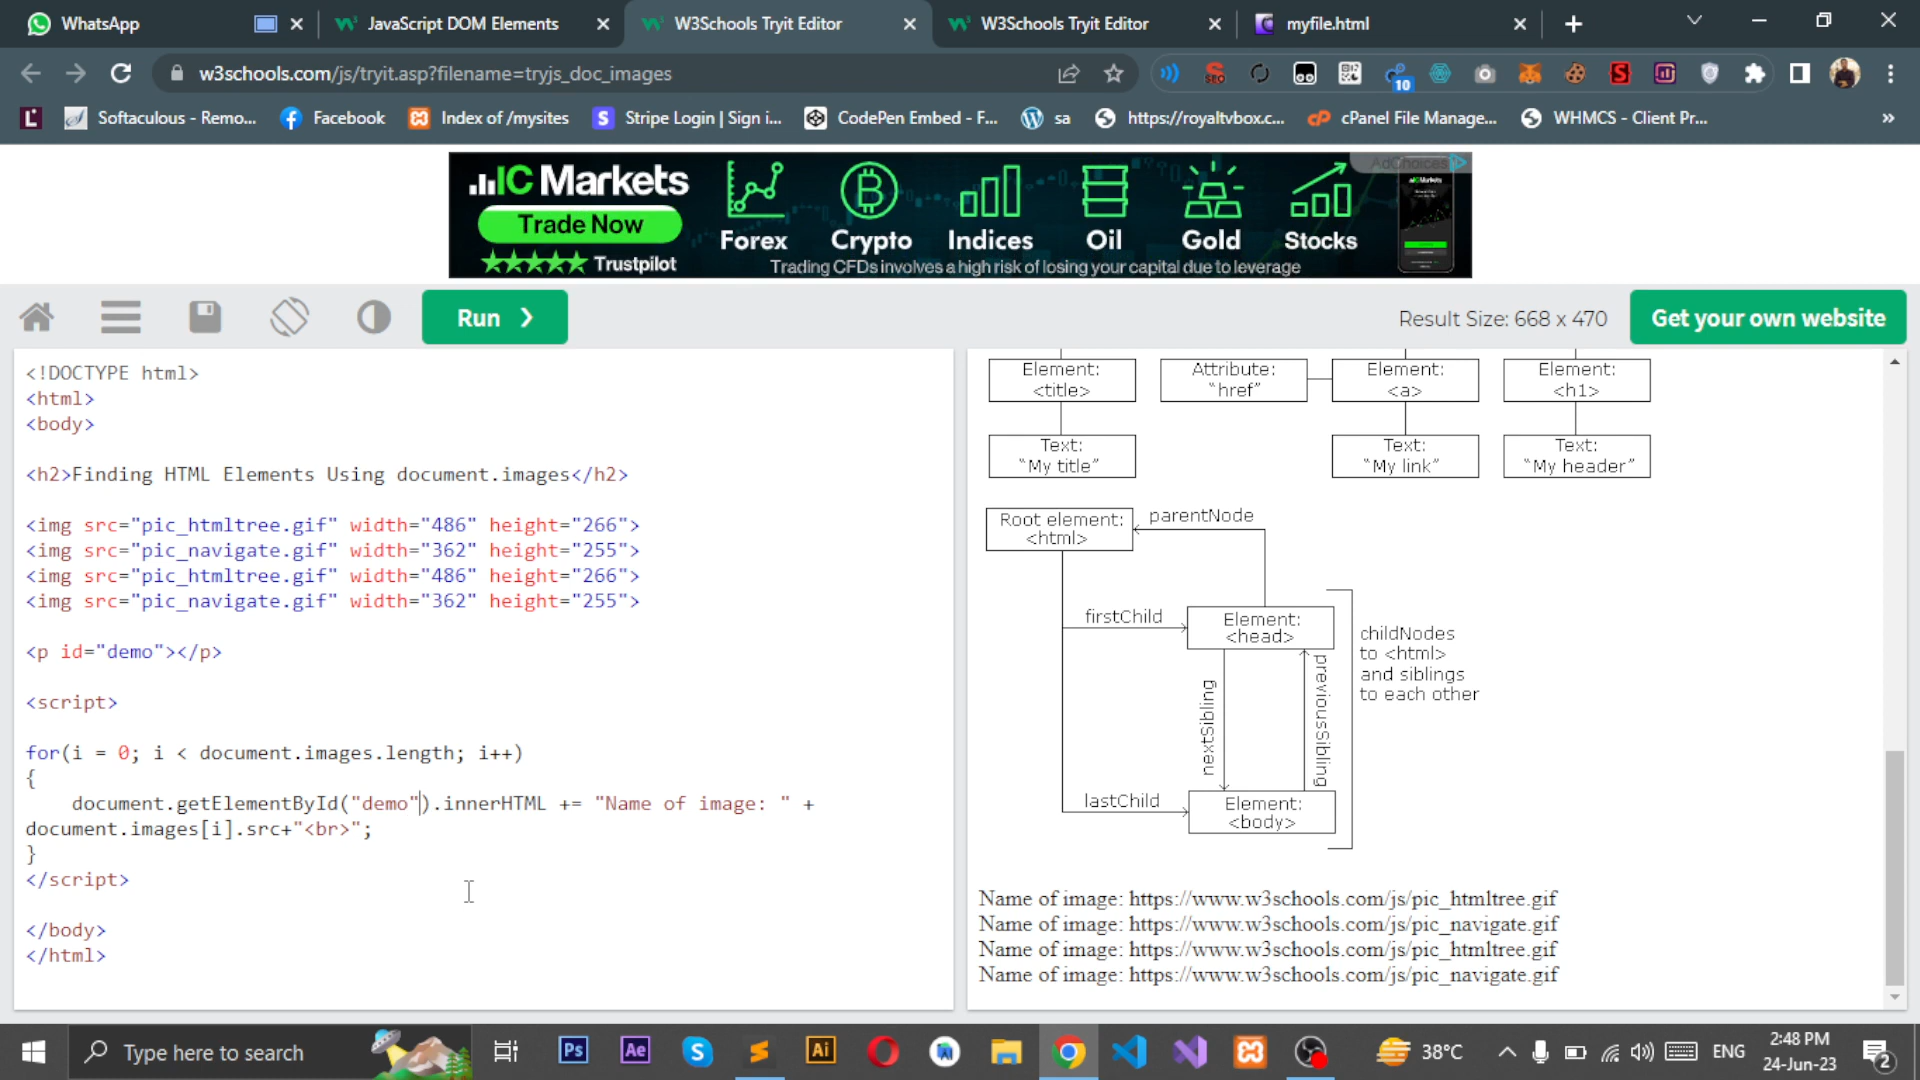 WhatsApp
JavaScript DOM Elements
W3Schools Tryit Editor
W3Schools Tryit Editor
myfile.html
w3schools.com/js/tryit.asp?filename=tryjs_doc_images
SEO
10
Softaculous - Remo...
Facebook
Index of /mysites
Stripe Login | Sign i...
CodePen Embed - F...
sa
https://royaltvbox.c...
cPanel File Manage...
WHMCS - Client Pr...
IC Markets
Trade Now
Trustpilot
Forex
Crypto
Indices
Oil
Gold
Stocks
Trading CFDs involves a high risk of losing your capital due to leverage
AdChoices
Run
Result Size: 668 x 470
Get your own website
<!DOCTYPE html>
<html>
<body>
<h2>Finding HTML Elements Using document.images</h2>
<img src="pic_htmltree.gif" width="486" height="266">
<img src="pic_navigate.gif" width="362" height="255">
<img src="pic_htmltree.gif" width="486" height="266">
<img src="pic_navigate.gif" width="362" height="255">
<p id="demo"></p>
<script>
for(i = 0; i < document.images.length; i++)
{
document.getElementById("demo").innerHTML += "Name of image: " +
document.images[i].src+"<br>";
}
</script>
</body>
</html>
Element:
<title>
Attribute:
"href"
Element:
<a>
Element:
<h1>
Text:
"My title"
Text:
"My link"
Text:
"My header"
Root element:
<html>
parentNode
firstChild
Element:
<head>
childNodes
to <html>
and siblings
to each other
nextSibling
previousSibling
lastChild
Element:
<body>
Name of image: https://www.w3schools.com/js/pic_htmltree.gif
Name of image: https://www.w3schools.com/js/pic_navigate.gif
Name of image: https://www.w3schools.com/js/pic_htmltree.gif
Name of image: https://www.w3schools.com/js/pic_navigate.gif
Type here to search
Ps
Ae
Ai
38°C
ENG
2:48 PM
24-Jun-23
2